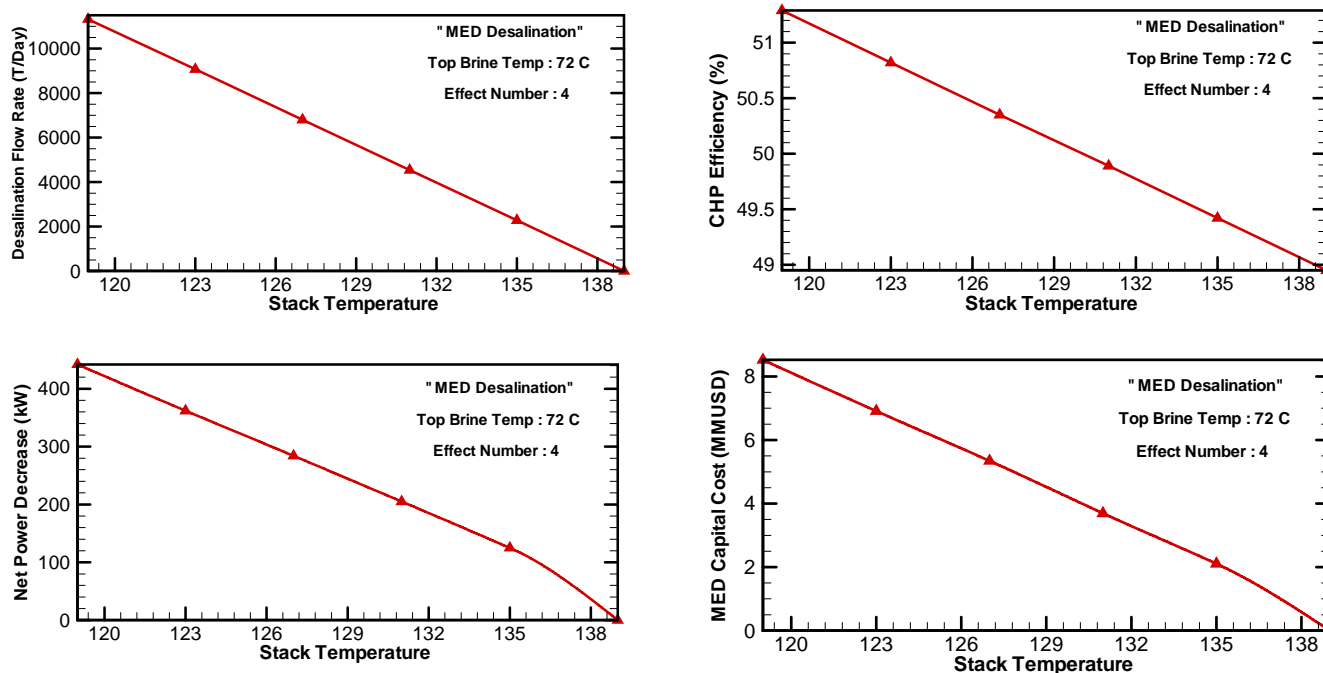 Desalination Flow Rate (T/Day)
10000
8000
6000
4000
2000
0
120 123 126 129 132 135 138
Stack Temperature
" MED Desalination"
Top Brine Temp : 72 C
Effect Number : 4
CHP Efficiency (%)
51
50.5
50
49.5
49
120 123 126 129 132 135 138
Stack Temperature
" MED Desalination"
Top Brine Temp : 72 C
Effect Number : 4
Net Power Decrease (kW)
400
300
200
100
0
120 123 126 129 132 135 138
Stack Temperature
" MED Desalination"
Top Brine Temp : 72 C
Effect Number : 4
MED Capital Cost (MMUSD)
8
6
4
2
0
120 123 126 129 132 135 138
Stack Temperature
" MED Desalination"
Top Brine Temp : 72 C
Effect Number : 4